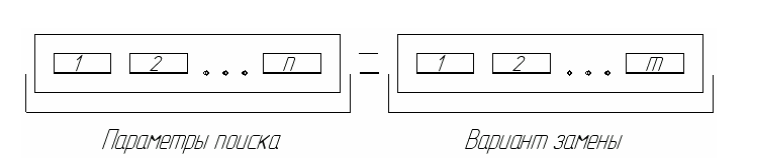 1 2 ... n = 1 2 ... m
Параметры поиска Вариант замены